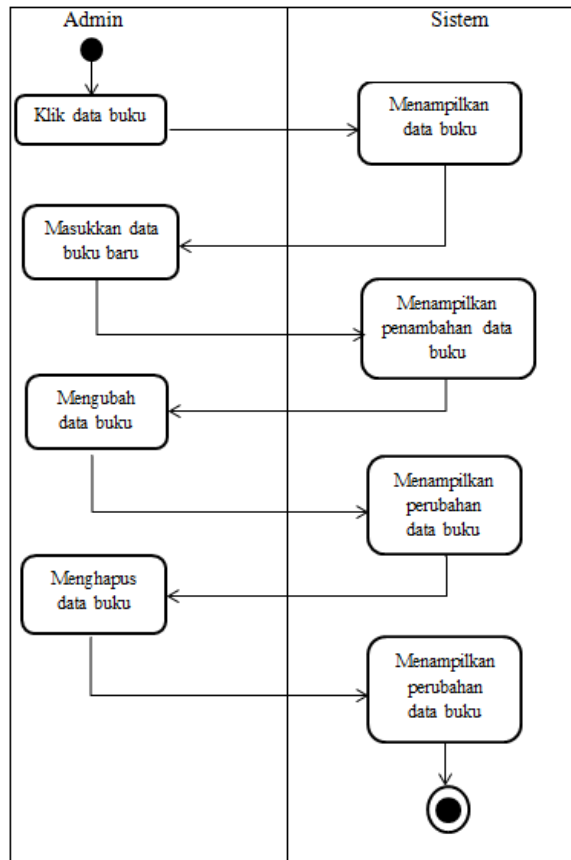 Admin
Sistem
Klik data buku
Menampilkan
data buku
Masukkan data
buku baru
Menampilkan
penambahan data
buku
Mengubah
data buku
Menampilkan
perubahan
data buku
Menghapus
data buku
Menampilkan
perubahan
data buku